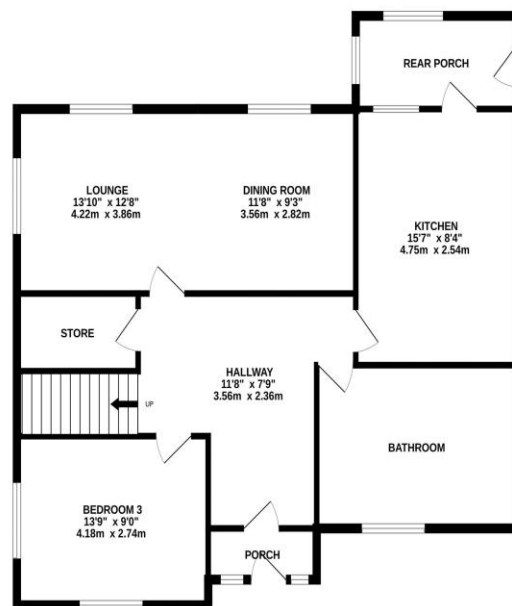 REAR PORCH
LOUNGE
13'10" x 12'8"
4.22m x 3.86m
DINING ROOM
11'8" x 9'3"
3.56m x 2.82m
KITCHEN
15'7" x 8'4"
4.75m x 2.54m
STORE
HALLWAY
11'8" x 7'9"
3.56m x 2.36m
UP
BATHROOM
BEDROOM 3
13'9" x 9'0"
4.18m x 2.74m
PORCH